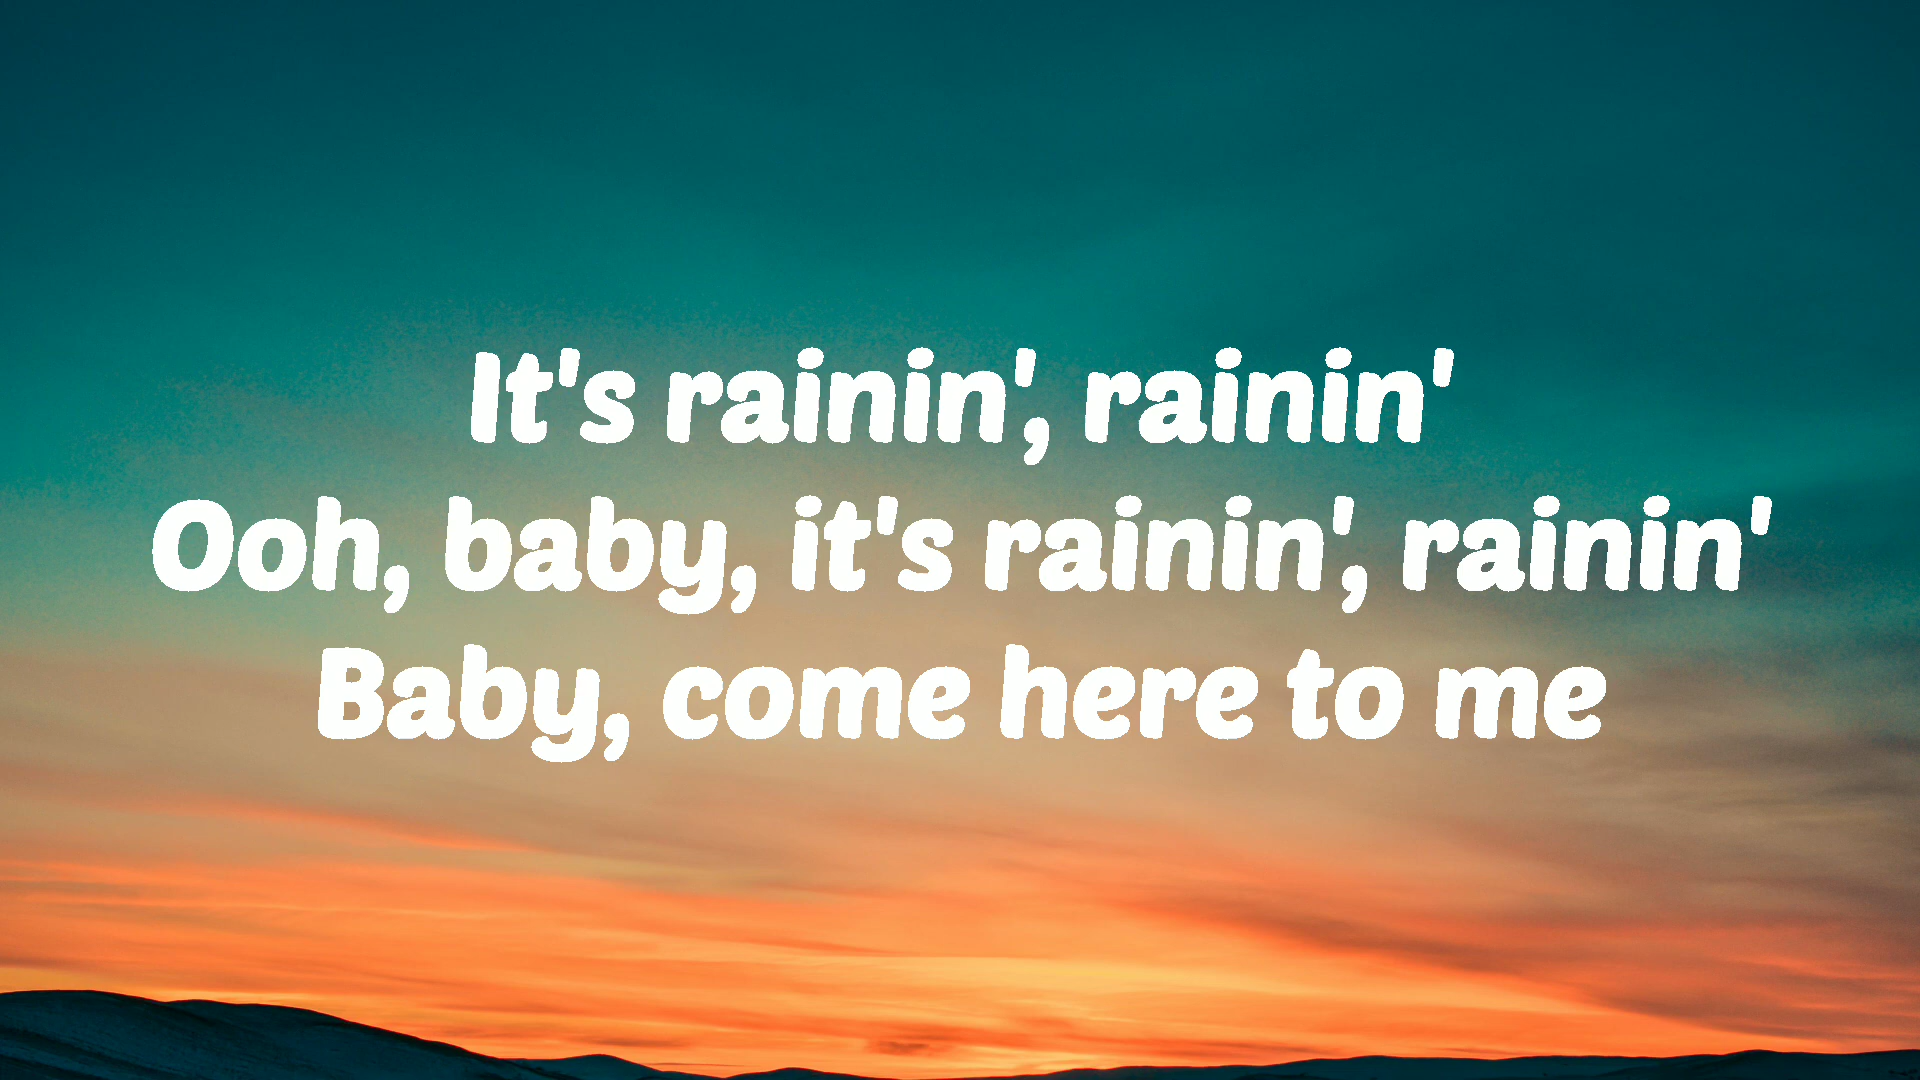 It's rainin', rainin'
Ooh, baby, it's rainin', rainin'
Baby, come here to me